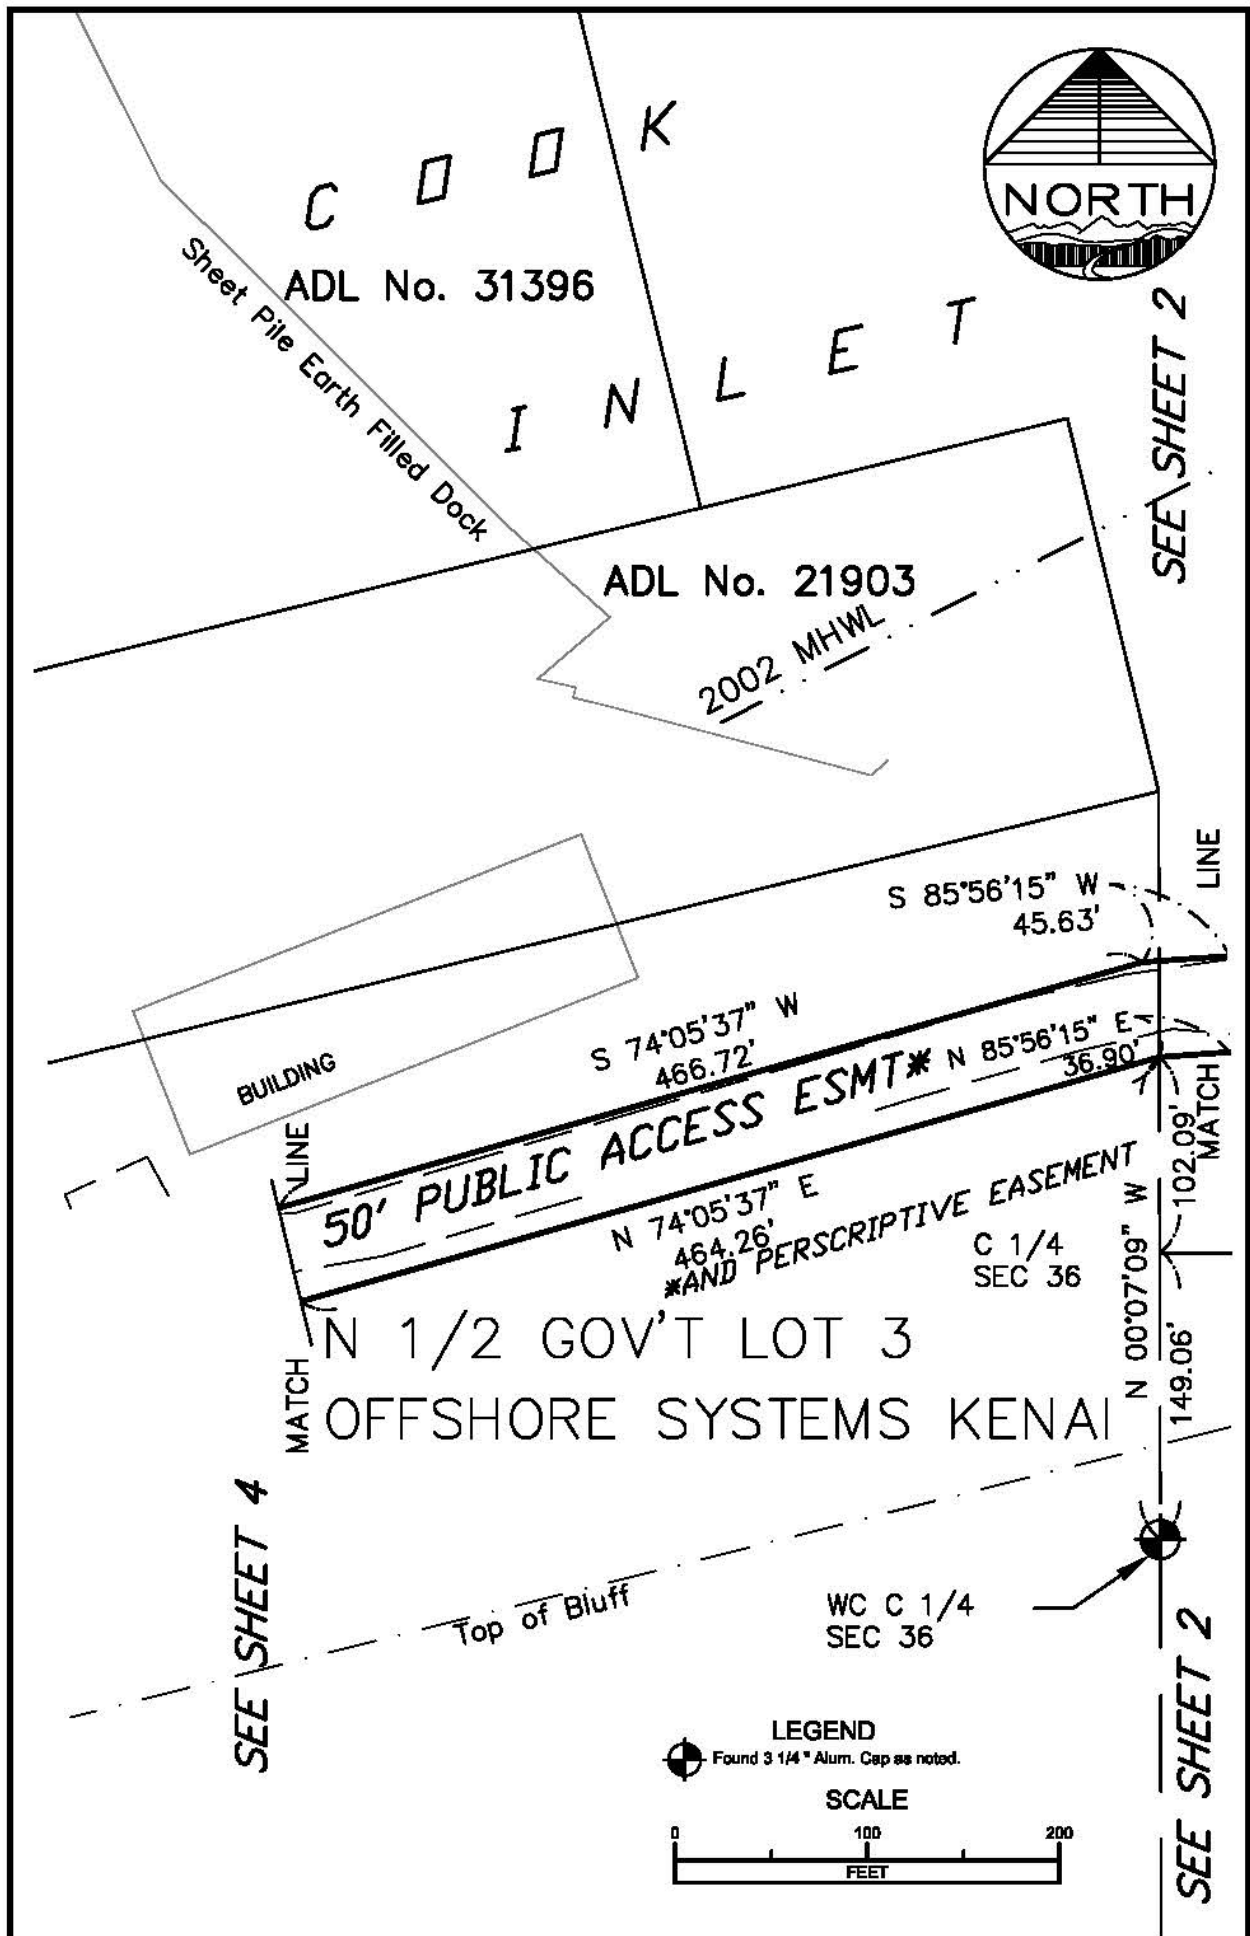 C O O K
NORTH
ADL No. 31396
Sheet Pile Earth Filled Dock
I N L E T
SEE SHEET 2
ADL No. 21903
2002 MHWL
LINE
S 85°56'15" W
45.63'
S 74°05'37" W
466.72'
N 85°56'15" E
36.90'
BUILDING
LINE
50' PUBLIC ACCESS ESMT*
MATCH
102.09'
N 74°05'37" E
464.26'
*AND PERSCRIPTIVE EASEMENT
C 1/4
SEC 36
N 00°07'09" W
149.06'
N 1/2 GOV'T LOT 3
MATCH
OFFSHORE SYSTEMS KENAI
SEE SHEET 4
Top of Bluff
WC C 1/4
SEC 36
SEE SHEET 2
LEGEND
Found 3 1/4 " Alum. Cap as noted.
SCALE
0 100 200
FEET